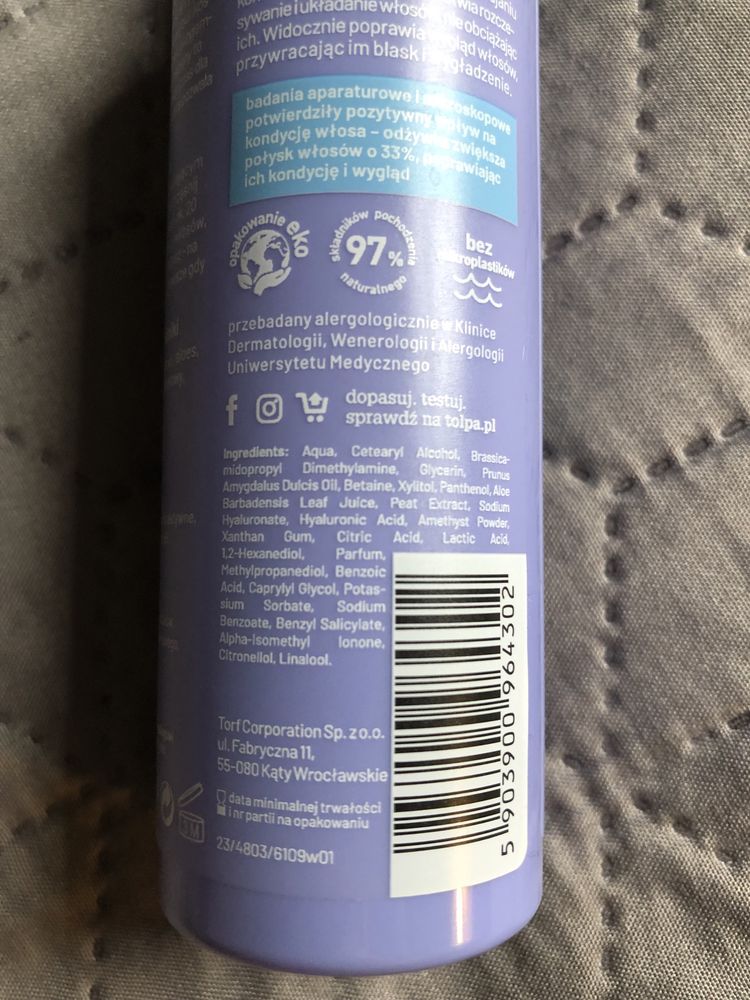 sywanie i układanie włosów, nie obciążając
ich. Widocznie poprawia wygląd włosów,
przywracając im blask i wygładzenie.
badania aparaturowe i mikroskopowe
potwierdziły pozytywny wpływ na
kondycję włosa – odżywka zwiększa
połysk włosów o 33%, poprawiając
ich kondycję i wygląd
opakowanie eko
składników pochodzenia
97%
naturalnego
bez
mikroplastików
przebadany alergologicznie w Klinice
Dermatologii, Wenerologii i Alergologii
Uniwersytetu Medycznego
dopasuj. testuj.
sprawdź na tołpa.pl
Ingredients: Aqua, Cetearyl Alcohol, Brassica-
midopropyl Dimethylamine, Glycerin, Prunus
Amygdalus Dulcis Oil, Betaine, Xylitol, Panthenol, Aloe
Barbadensis Leaf Juice, Peat Extract, Sodium
Hyaluronate, Hyaluronic Acid, Amethyst Powder,
Xanthan Gum, Citric Acid, Lactic Acid,
1,2-Hexanediol, Parfum,
Methylpropanediol, Benzoic
Acid, Caprylyl Glycol, Potas-
sium Sorbate, Sodium
Benzoate, Benzyl Salicylate,
Alpha-Isomethyl Ionone,
Citronellol, Linalool.
Torf Corporation Sp. z o.o.
ul. Fabryczna 11,
55-080 Kąty Wrocławskie
data minimalnej trwałości
i nr partii na opakowaniu
23/4803/6109w01
5 903900 964302